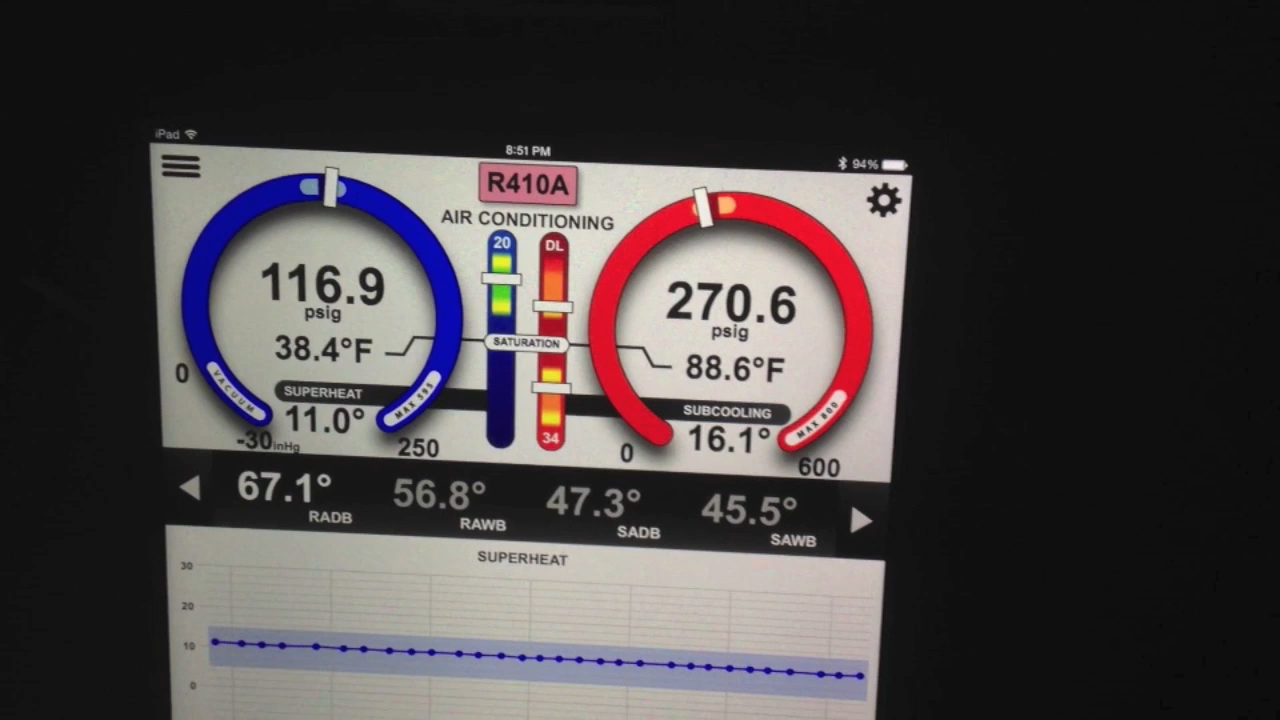 iPad
8:51 PM
94%
R410A
AIR CONDITIONING
20
DL
116.9
psig
38.4°F
SATURATION
270.6
psig
88.6°F
0
VACUUM
MAX 595
SUPERHEAT
11.0°
-30inHg
250
34
SUBCOOLING
16.1°
MAX 800
0
600
67.1°
RADB
56.8°
RAWB
47.3°
SADB
45.5°
SAWB
SUPERHEAT
30
20
10
0